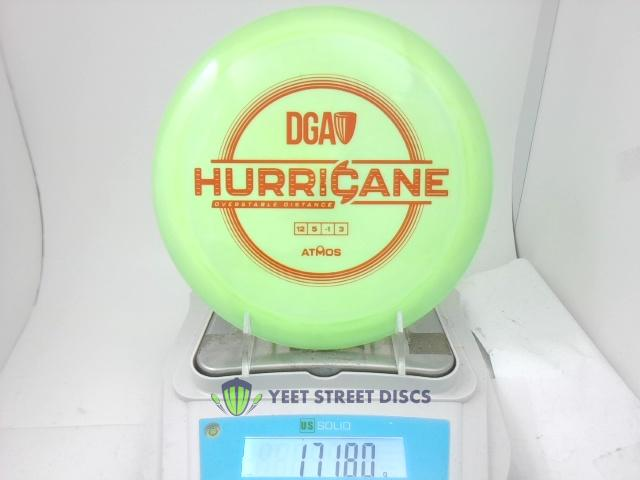 DGA
HURRICANE
OVERSTABLE DISTANCE
12 5 -1 3
ATMOS
YEET STREET DISCS
US SOLID
171.80 g